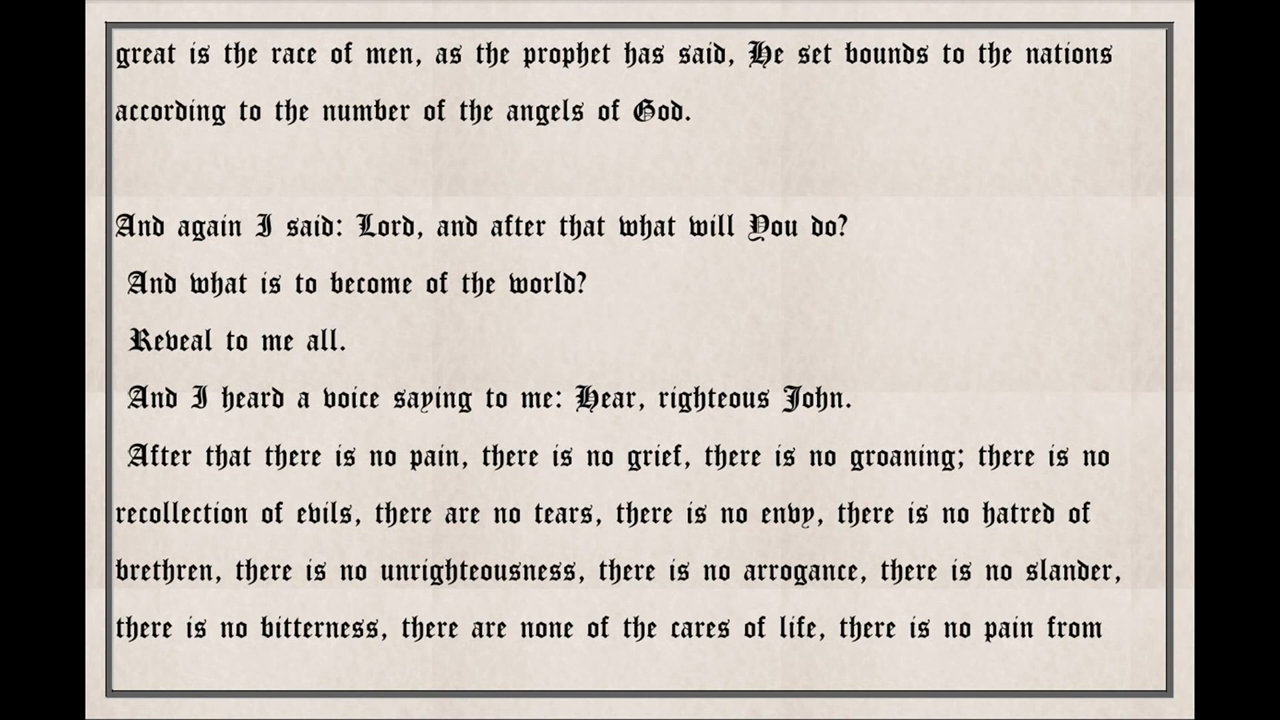 great is the race of men, as the prophet has said, He set bounds to the nations
according to the number of the angels of God.
And again I said: Lord, and after that what will You do?
And what is to become of the world?
Reveal to me all.
And I heard a voice saying to me: Hear, righteous John.
After that there is no pain, there is no grief, there is no groaning; there is no
recollection of evils, there are no tears, there is no envy, there is no hatred of
brethren, there is no unrighteousness, there is no arrogance, there is no slander,
there is no bitterness, there are none of the cares of life, there is no pain from